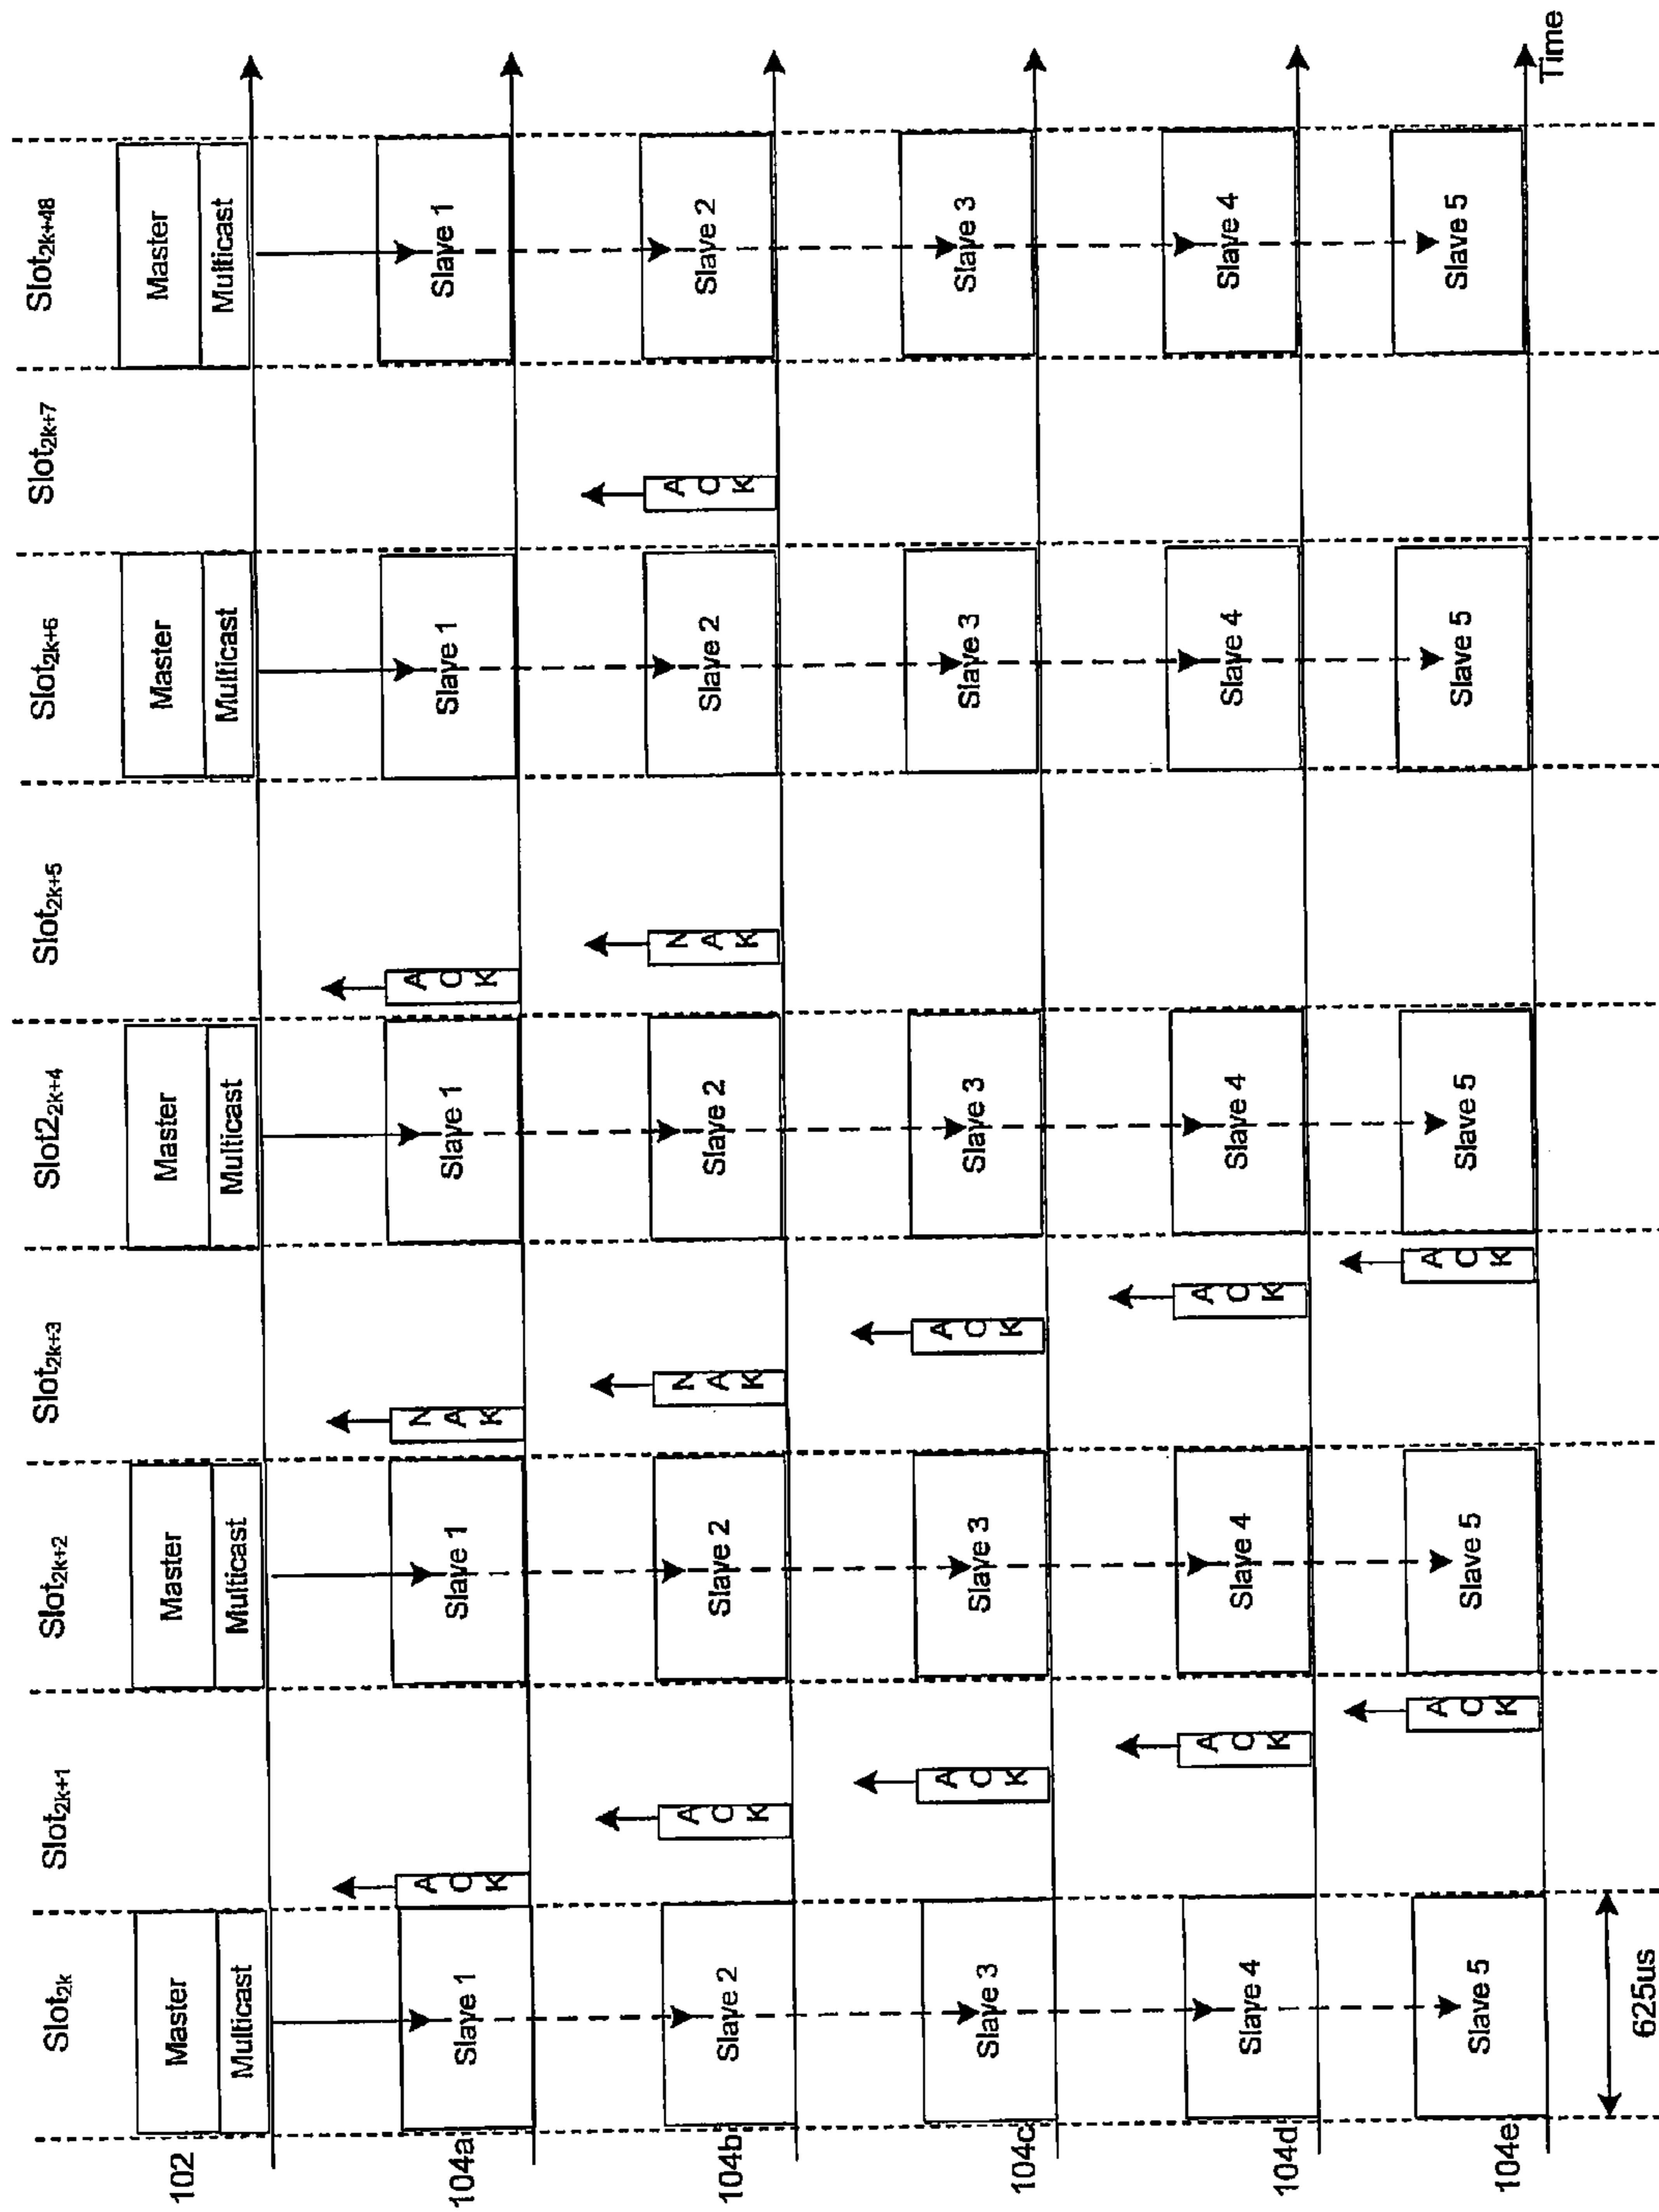 Slot2k Slot2k+1 Slot2k+2 Slot2k+3 Slot22k+4 Slot2k+5 Slot2k+6 Slot2k+7 Slot2k+48
102 Master Master Master Master Master
Multicast Multicast Multicast Multicast Multicast
104a Slave 1 ACK Slave 1 NAK Slave 1 ACK Slave 1 Slave 1
104b Slave 2 ACK Slave 2 NAK Slave 2 NAK Slave 2 ACK Slave 2
104c Slave 3 ACK Slave 3 ACK Slave 3 Slave 3 Slave 3
104d Slave 4 ACK Slave 4 ACK Slave 4 Slave 4 Slave 4
104e Slave 5 ACK Slave 5 ACK Slave 5 Slave 5 Slave 5
625us
Time